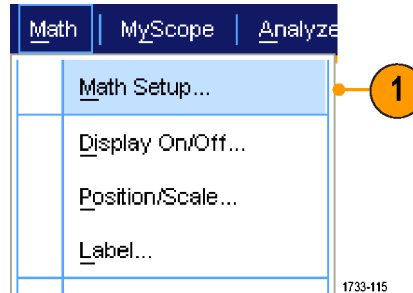 Math | MyScope | Analyze
Math Setup...
1
Display On/Off...
Position/Scale...
Label...
1733-115